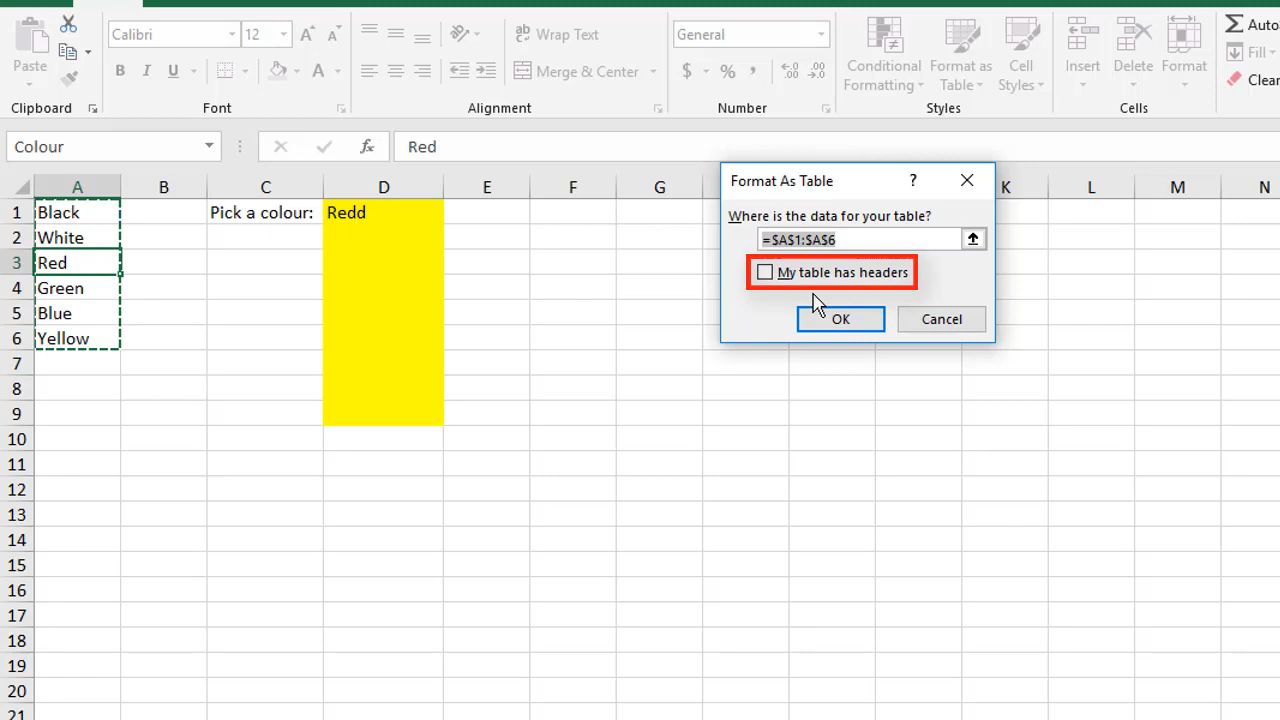 Calibri 12 A A Wrap Text General Auto
Paste B I U A Merge & Center $ % , Conditional Formatting Format as Table Cell Styles Insert Delete Format Fill
Clear
Clipboard Font Alignment Number Styles Cells
Colour fx Red
A B C D E F G K L M N
1 Black Pick a colour: Redd
2 White
3 Red
4 Green
5 Blue
6 Yellow
7
8
9
10
11
12
13
14
15
16
17
18
19
20
21
Format As Table ?
Where is the data for your table?
=$A$1:$A$6
My table has headers
OK Cancel